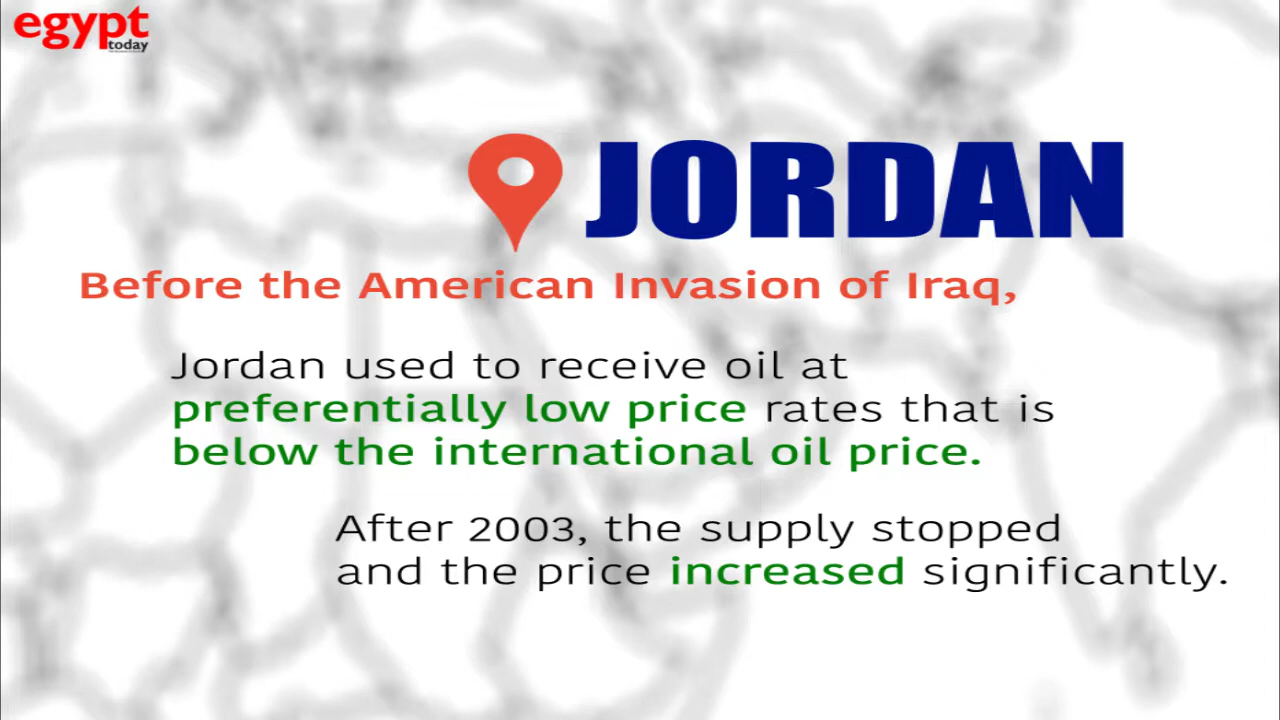 egypt
today
JORDAN
Before the American Invasion of Iraq,
Jordan used to receive oil at
preferentially low price rates that is
below the international oil price.
After 2003, the supply stopped
and the price increased significantly.